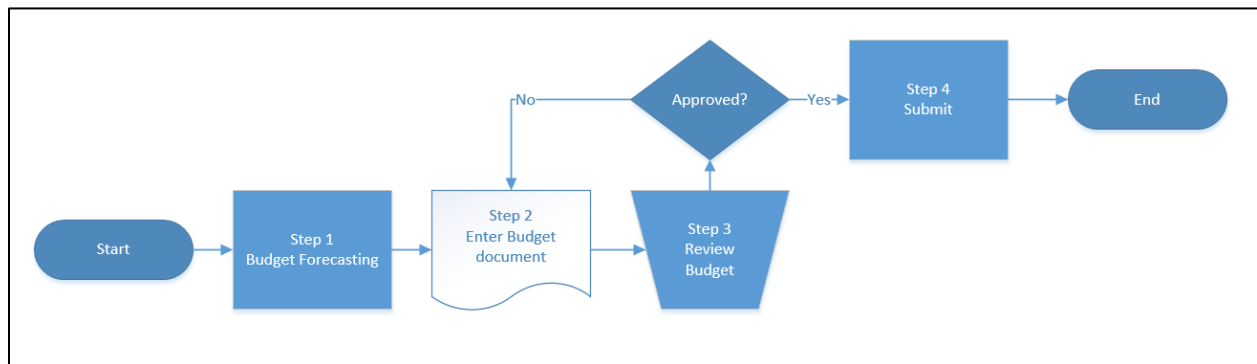 Start
Step 1
Budget Forecasting
Step 2
Enter Budget
document
Step 3
Review
Budget
Approved?
No
Yes
Step 4
Submit
End